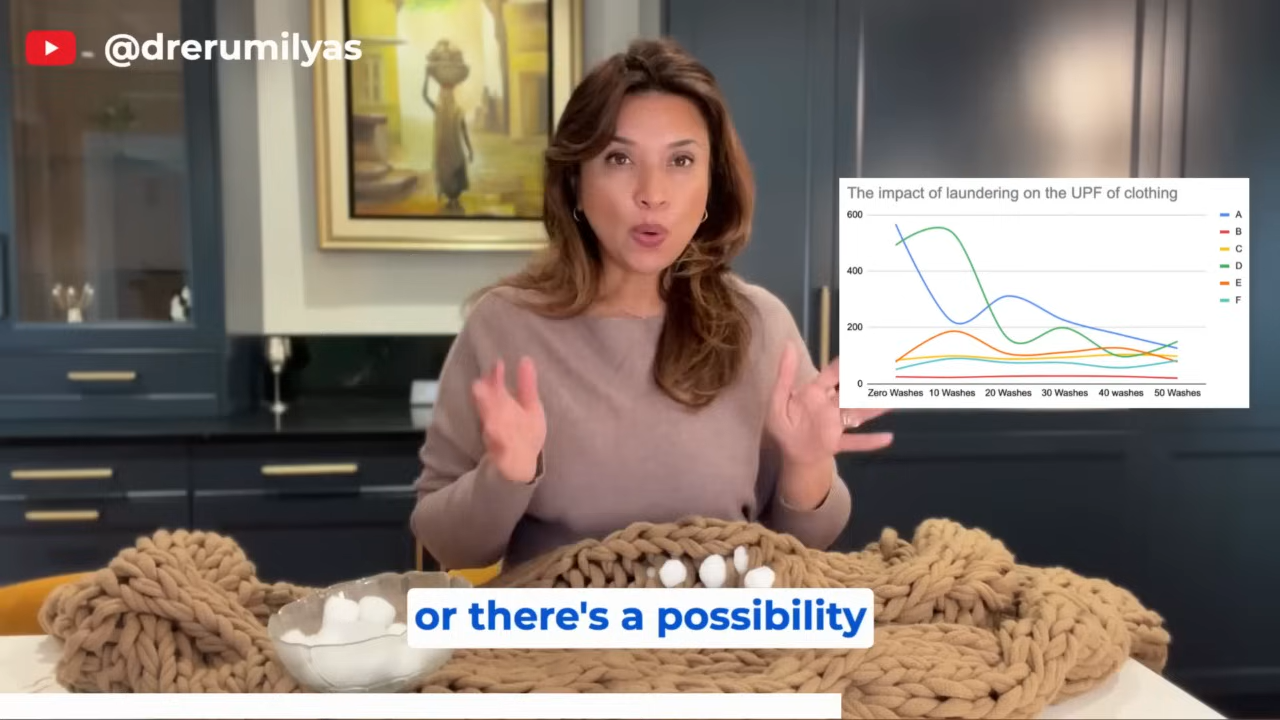 @drerumilyas
The impact of laundering on the UPF of clothing
600
400
200
0
Zero Washes 10 Washes 20 Washes 30 Washes 40 washes 50 Washes
A
B
C
D
E
F
or there's a possibility